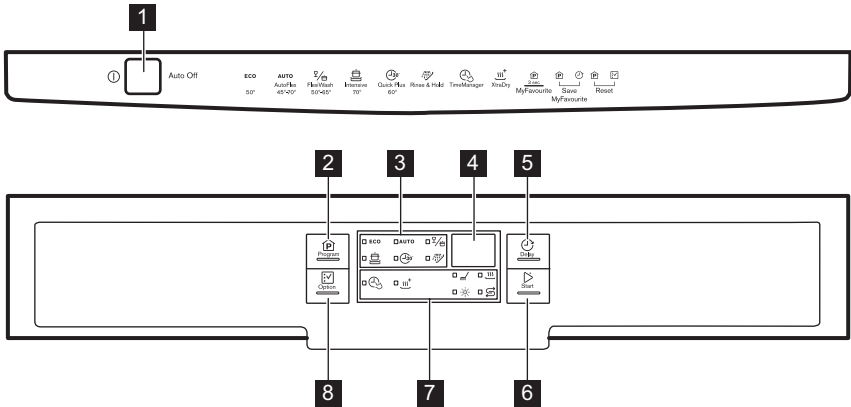 1
Auto Off
ECO 50°
AUTO AutoFlex 45°-70°
FlexiWash 50°-65°
Intensive 70°
30' Quick Plus 60°
Rinse & Hold
TimeManager
XtraDry
P 3 sec MyFavourite
P Save MyFavourite
P Reset
2 3 4 5
P Program
ECO AUTO
30'
Delay
Option
Start
8 7 6